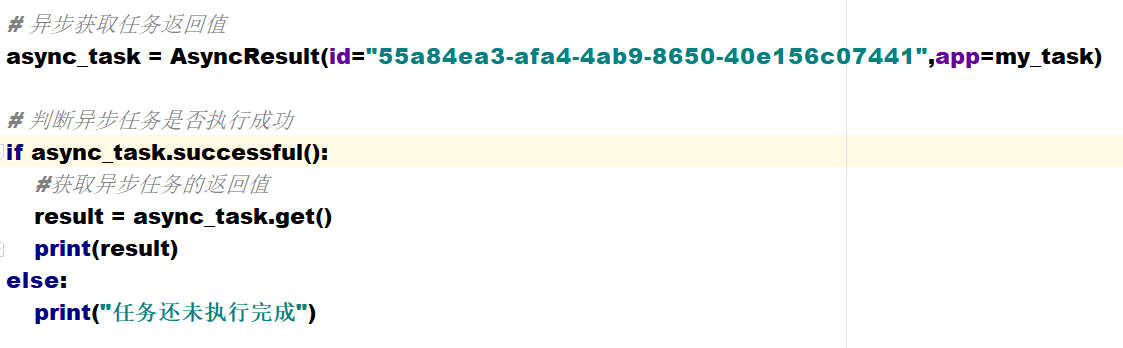 # 异步获取任务返回值
async_task = AsyncResult(id="55a84ea3-afa4-4ab9-8650-40e156c07441",app=my_task)
# 判断异步任务是否执行成功
if async_task.successful():
#获取异步任务的返回值
result = async_task.get()
print(result)
else:
print("任务还未执行完成")